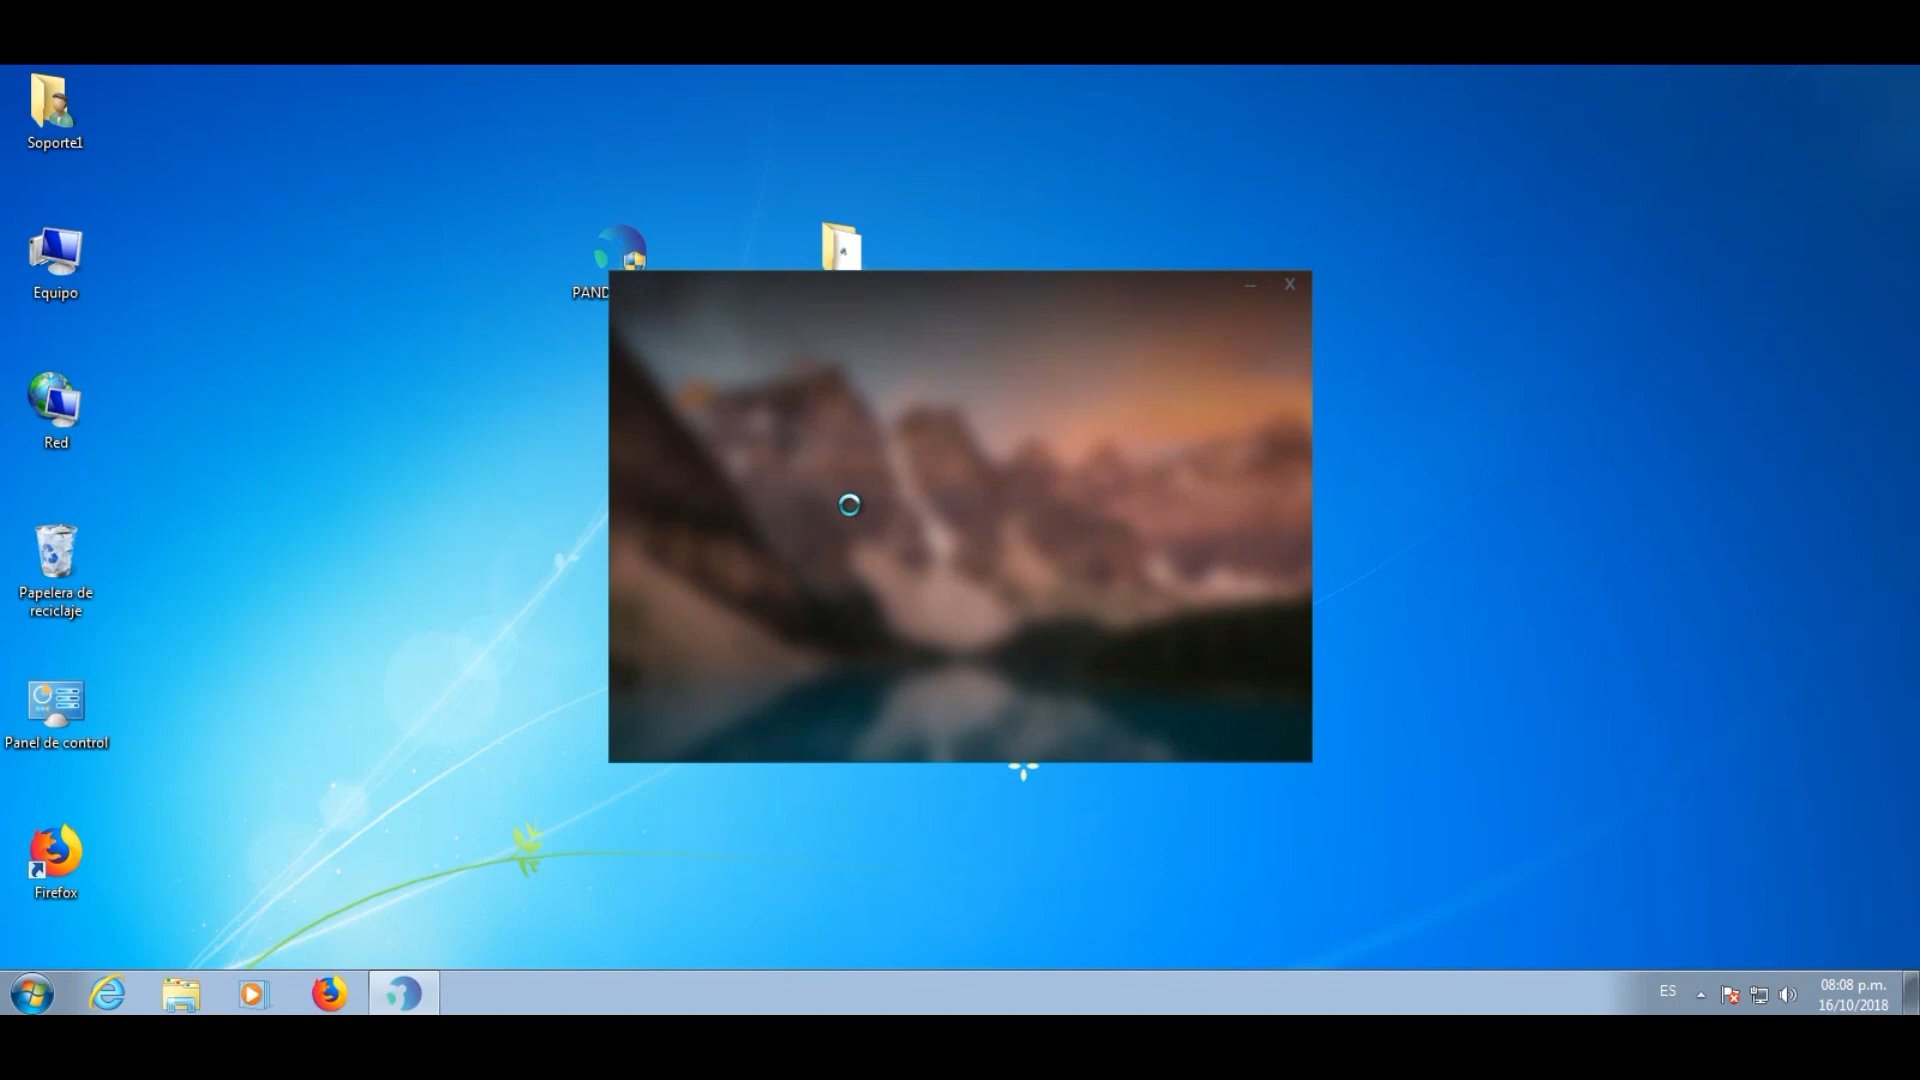 Soporte1
Equipo
PAND
Red
Papelera de
reciclaje
Panel de control
Firefox
X
ES
08:08 p.m.
16/10/2018